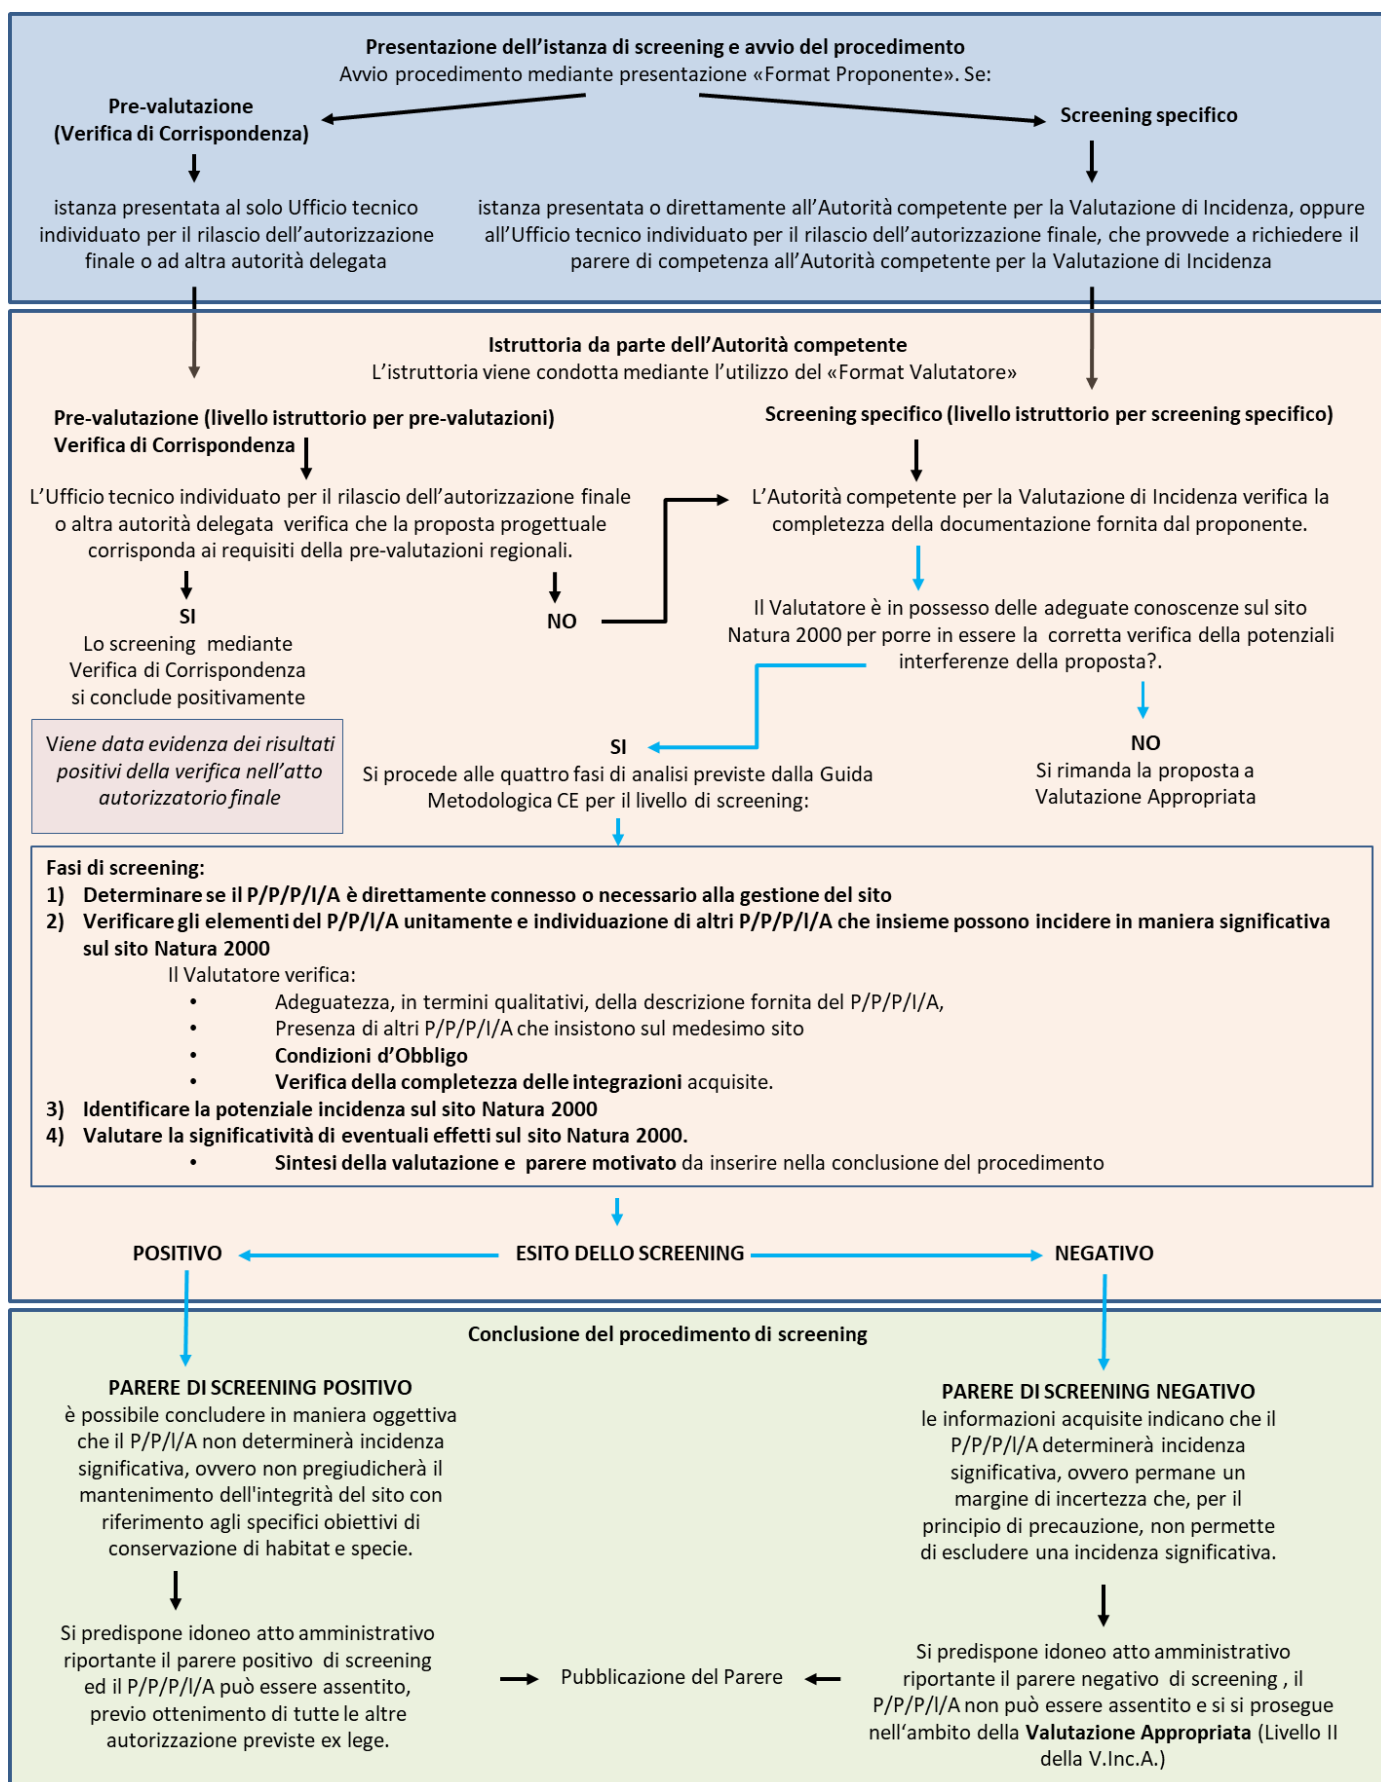 Presentazione dell'istanza di screening e avvio del procedimento
Avvio procedimento mediante presentazione «Format Proponente». Se:
Pre-valutazione
(Verifica di Corrispondenza)
Screening specifico
istanza presentata al solo Ufficio tecnico
individuato per il rilascio dell'autorizzazione
finale o ad altra autorità delegata
istanza presentata o direttamente all'Autorità competente per la Valutazione di Incidenza, oppure
all'Ufficio tecnico individuato per il rilascio dell'autorizzazione finale, che provvede a richiedere il
parere di competenza all'Autorità competente per la Valutazione di Incidenza
Istruttoria da parte dell'Autorità competente
L'istruttoria viene condotta mediante l'utilizzo del «Format Valutatore»
Pre-valutazione (livello istruttorio per pre-valutazioni)
Verifica di Corrispondenza
Screening specifico (livello istruttorio per screening specifico)
L'Ufficio tecnico individuato per il rilascio dell'autorizzazione finale
o altra autorità delegata verifica che la proposta progettuale
corrisponda ai requisiti della pre-valutazioni regionali.
L'Autorità competente per la Valutazione di Incidenza verifica la
completezza della documentazione fornita dal proponente.
SI
Lo screening mediante
Verifica di Corrispondenza
si conclude positivamente
NO
Il Valutatore è in possesso delle adeguate conoscenze sul sito
Natura 2000 per porre in essere la corretta verifica della potenziali
interferenze della proposta?.
Viene data evidenza dei risultati
positivi della verifica nell'atto
autorizzatorio finale
SI
Si procede alle quattro fasi di analisi previste dalla Guida
Metodologica CE per il livello di screening:
NO
Si rimanda la proposta a
Valutazione Appropriata
Fasi di screening:
1) Determinare se il P/P/P/I/A è direttamente connesso o necessario alla gestione del sito
2) Verificare gli elementi del P/P/I/A unitamente e individuazione di altri P/P/P/I/A che insieme possono incidere in maniera significativa
sul sito Natura 2000
Il Valutatore verifica:
• Adeguatezza, in termini qualitativi, della descrizione fornita del P/P/P/I/A,
• Presenza di altri P/P/P/I/A che insistono sul medesimo sito
• Condizioni d'Obbligo
• Verifica della completezza delle integrazioni acquisite.
3) Identificare la potenziale incidenza sul sito Natura 2000
4) Valutare la significatività di eventuali effetti sul sito Natura 2000.
• Sintesi della valutazione e parere motivato da inserire nella conclusione del procedimento
POSITIVO
ESITO DELLO SCREENING
NEGATIVO
Conclusione del procedimento di screening
PARERE DI SCREENING POSITIVO
è possibile concludere in maniera oggettiva
che il P/P/I/A non determinerà incidenza
significativa, ovvero non pregiudicherà il
mantenimento dell'integrità del sito con
riferimento agli specifici obiettivi di
conservazione di habitat e specie.
PARERE DI SCREENING NEGATIVO
le informazioni acquisite indicano che il
P/P/P/I/A determinerà incidenza
significativa, ovvero permane un
margine di incertezza che, per il
principio di precauzione, non permette
di escludere una incidenza significativa.
Si predispone idoneo atto amministrativo
riportante il parere positivo di screening
ed il P/P/P/I/A può essere assentito,
previo ottenimento di tutte le altre
autorizzazione previste ex lege.
Pubblicazione del Parere
Si predispone idoneo atto amministrativo
riportante il parere negativo di screening , il
P/P/P/I/A non può essere assentito e si si prosegue
nell'ambito della Valutazione Appropriata (Livello II
della V.Inc.A.)